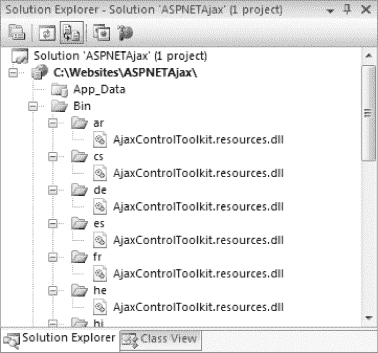 Solution Explorer - Solution 'ASPNETAjax' (1 project)
Solution 'ASPNETAjax' (1 project)
C:\Websites\ASPNETAjax\
App_Data
Bin
ar
AjaxControlToolkit.resources.dll
cs
AjaxControlToolkit.resources.dll
de
AjaxControlToolkit.resources.dll
es
AjaxControlToolkit.resources.dll
fr
AjaxControlToolkit.resources.dll
he
AjaxControlToolkit.resources.dll
hi
Solution Explorer Class View